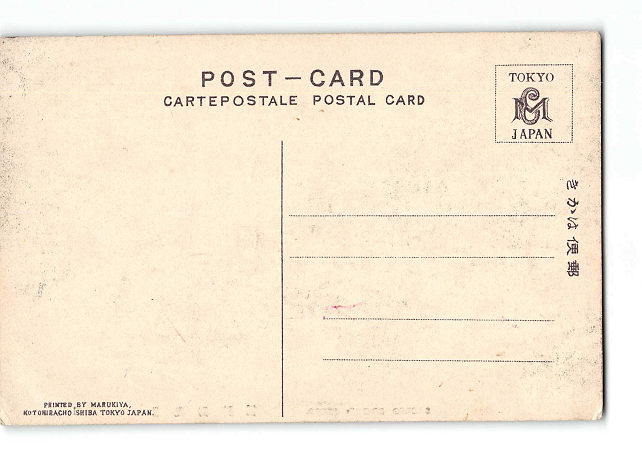 POST-CARD
CARTEPOSTALE POSTAL CARD
TOKYO
JAPAN
きかは便郵
PRINTED BY MARUKIYA,
KOTOHIRACHO SHIBA TOKYO JAPAN.